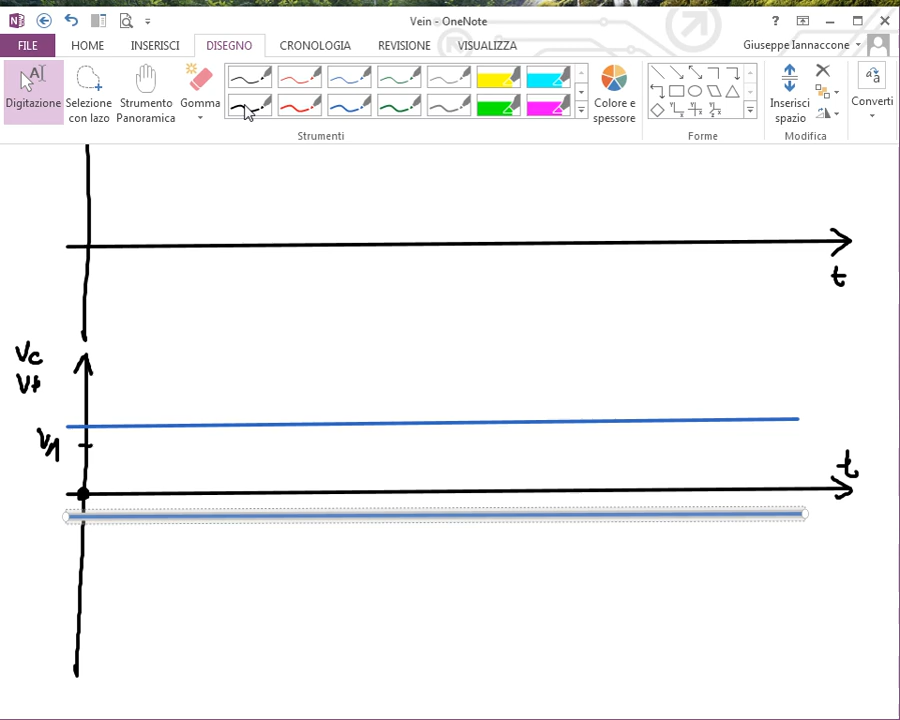 Vein - OneNote
?
FILE HOME INSERISCI DISEGNO CRONOLOGIA REVISIONE VISUALIZZA Giuseppe Iannaccone
Digitazione
Selezione
con lazo
Strumento
Panoramica
Gomma
Colore e
spessore
Inserisci
spazio
Converti
Strumenti Forme Modifica
t
Vc
V+
V1
t